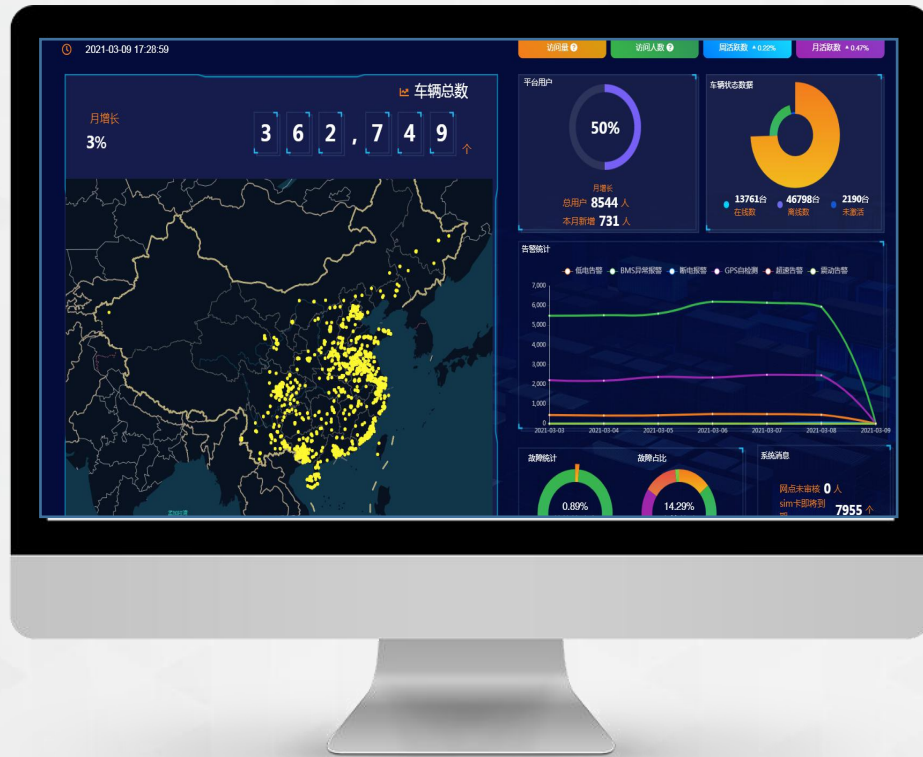 2021-03-09 17:28:59
访问量
访问人数
周活跃数 0.22%
月活跃数 0.47%
车辆总数
月增长
3%
362,749 个
平台用户
50%
月增长
总用户 8544 人
本月新增 731 人
车辆状态数据
13761台
在线数
46798台
离线数
2190台
未激活
告警统计
低电告警 BMS异常报警 断电报警 GPS自检测 超速告警 震动告警
7,000
6,000
5,000
4,000
3,000
2,000
1,000
0
2021-03-03 2021-03-04 2021-03-05 2021-03-06 2021-03-07 2021-03-08 2021-03-09
故障统计
0.89%
故障占比
14.29%
系统消息
网点未审核 0 人
sim卡即将到期 7955 个